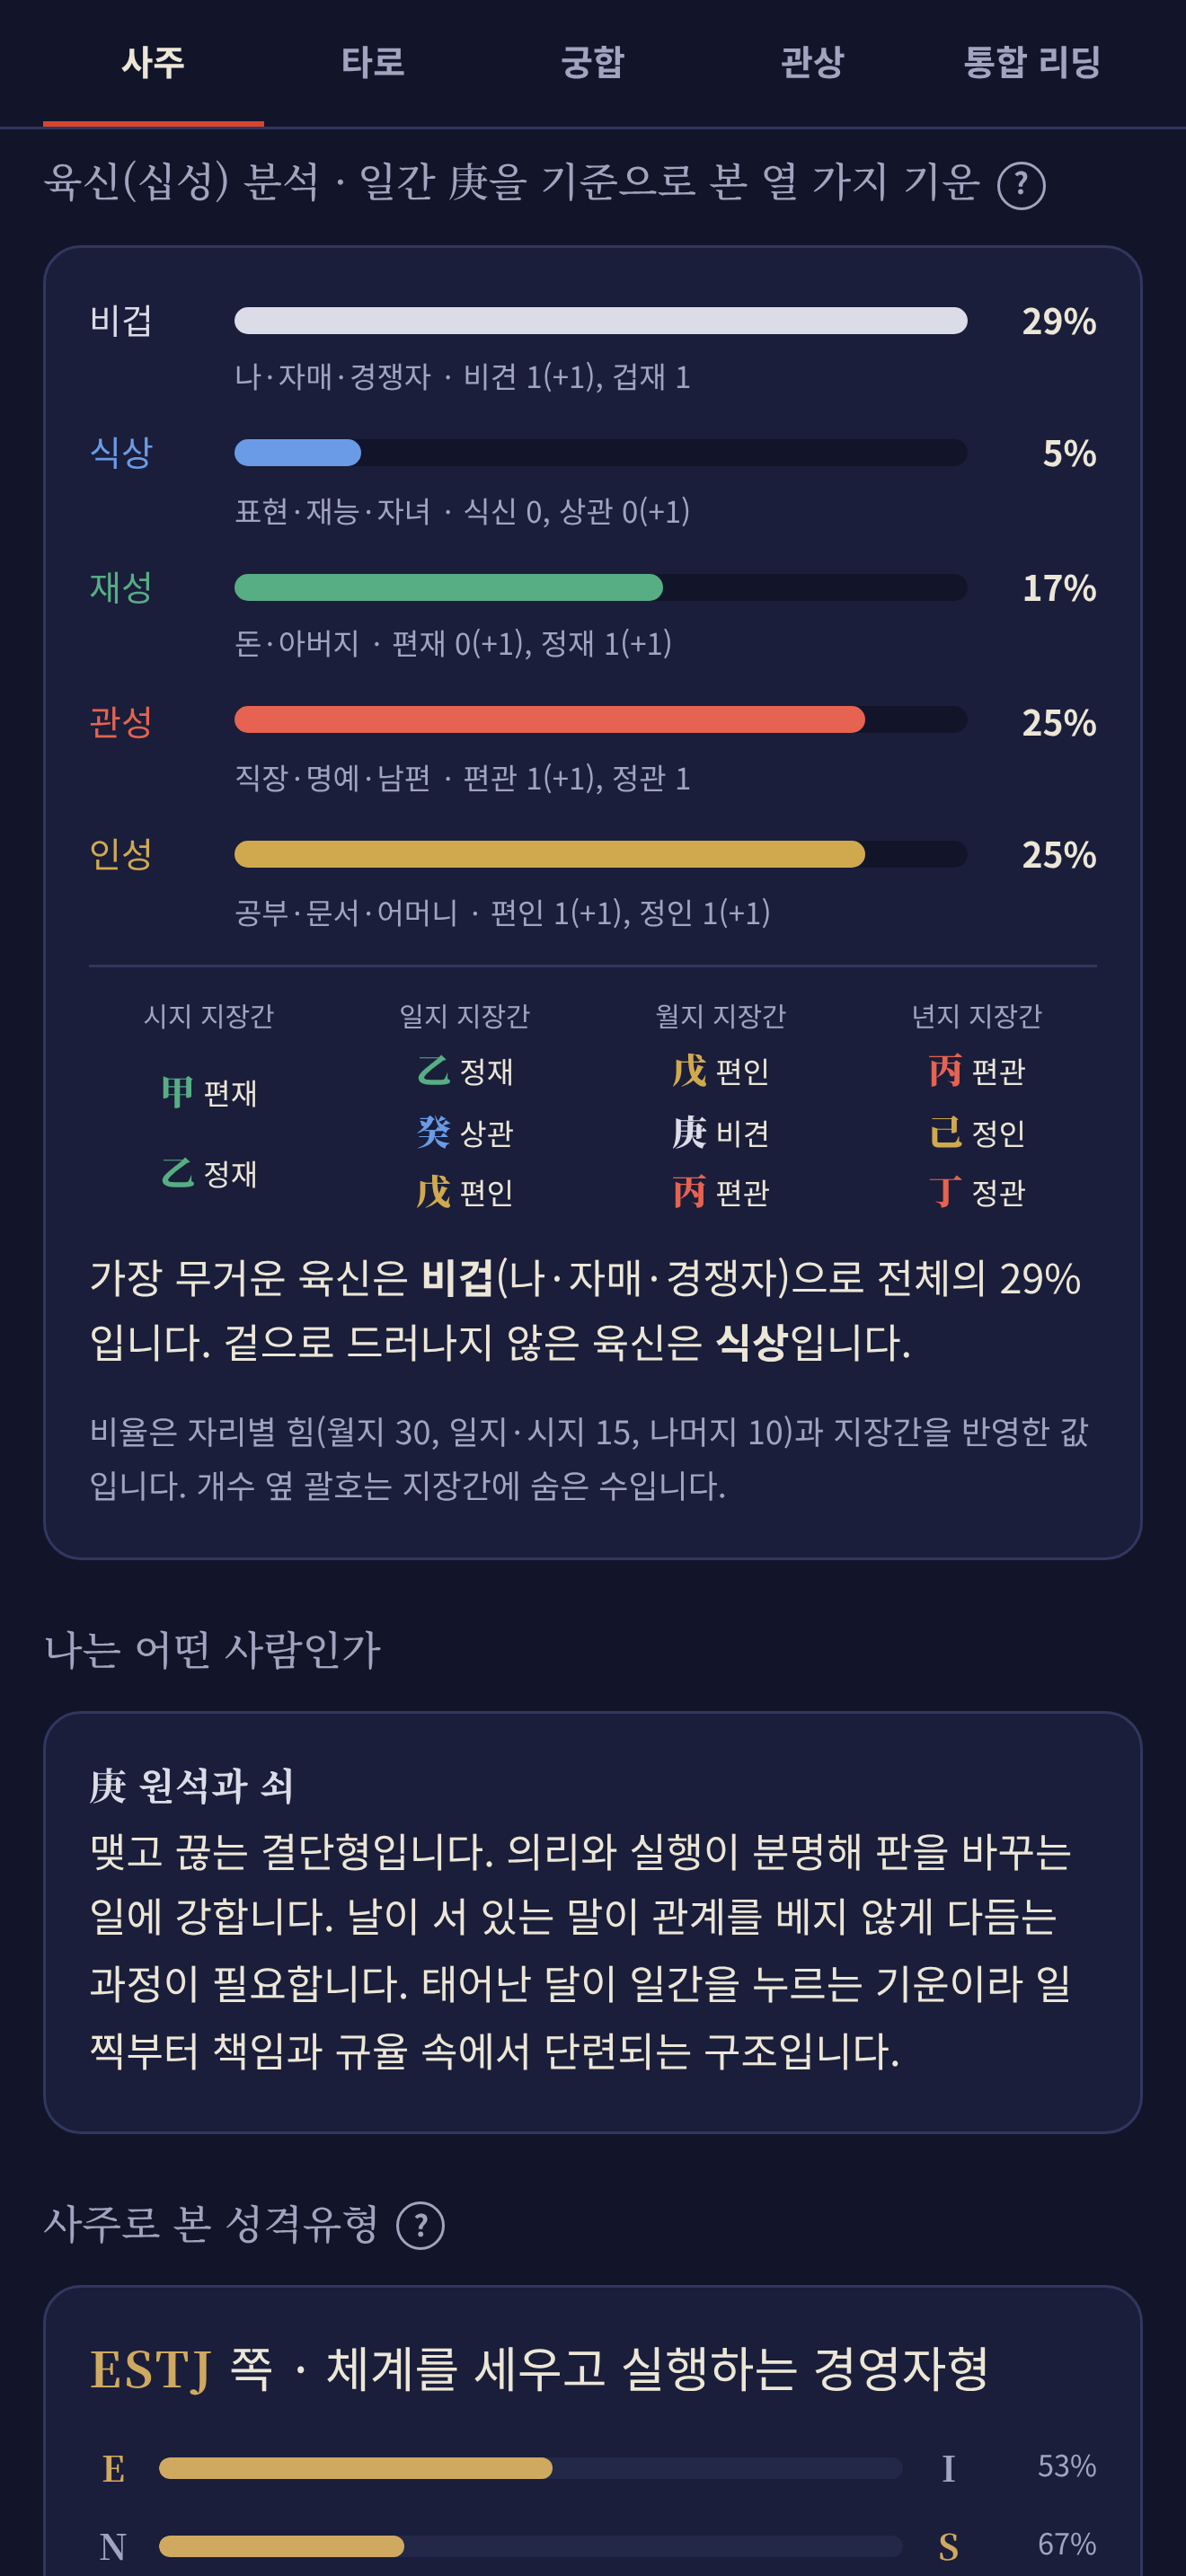 사주 타로 궁합 관상 통합 리딩
육신(십성) 분석 · 일간 庚을 기준으로 본 열 가지 기운 ?
비겁 29%
나·자매·경쟁자 · 비견 1(+1), 겁재 1
식상 5%
표현·재능·자녀 · 식신 0, 상관 0(+1)
재성 17%
돈·아버지 · 편재 0(+1), 정재 1(+1)
관성 25%
직장·명예·남편 · 편관 1(+1), 정관 1
인성 25%
공부·문서·어머니 · 편인 1(+1), 정인 1(+1)
시지 지장간 일지 지장간 월지 지장간 년지 지장간
甲 편재 乙 정재 戊 편인 丙 편관
乙 정재 癸 상관 庚 비견 己 정인
戊 편인 丙 편관 丁 정관
가장 무거운 육신은 비겁(나·자매·경쟁자)으로 전체의 29%
입니다. 겉으로 드러나지 않은 육신은 식상입니다.
비율은 자리별 힘(월지 30, 일지·시지 15, 나머지 10)과 지장간을 반영한 값
입니다. 개수 옆 괄호는 지장간에 숨은 수입니다.
나는 어떤 사람인가
庚 원석과 쇠
맺고 끊는 결단형입니다. 의리와 실행이 분명해 판을 바꾸는
일에 강합니다. 날이 서 있는 말이 관계를 베지 않게 다듬는
과정이 필요합니다. 태어난 달이 일간을 누르는 기운이라 일
찍부터 책임과 규율 속에서 단련되는 구조입니다.
사주로 본 성격유형 ?
ESTJ 쪽 · 체계를 세우고 실행하는 경영자형
E I 53%
N S 67%